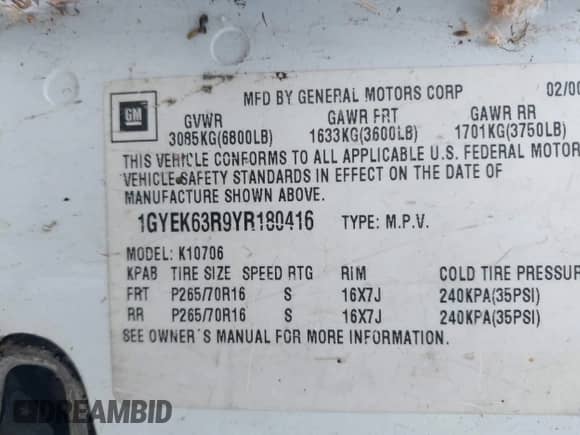 MFD BY GENERAL MOTORS CORP 02/00
GM
GVWR GAWR FRT GAWR RR
3085KG(6800LB) 1633KG(3600LB) 1701KG(3750LB)
THIS VEHICLE CONFORMS TO ALL APPLICABLE U.S. FEDERAL MOTOR
VEHICLE SAFETY STANDARDS IN EFFECT ON THE DATE OF
MANUFACTURE SHOWN ABOVE.
1GYEK63R9YR180416 TYPE: M.P.V.
MODEL: K10706
KPAB TIRE SIZE SPEED RTG RIM COLD TIRE PRESSUR
FRT P265/70R16 S 16X7J 240KPA(35PSI)
RR P265/70R16 S 16X7J 240KPA(35PSI)
SEE OWNER'S MANUAL FOR MORE INFORMATION.
DREAMBID